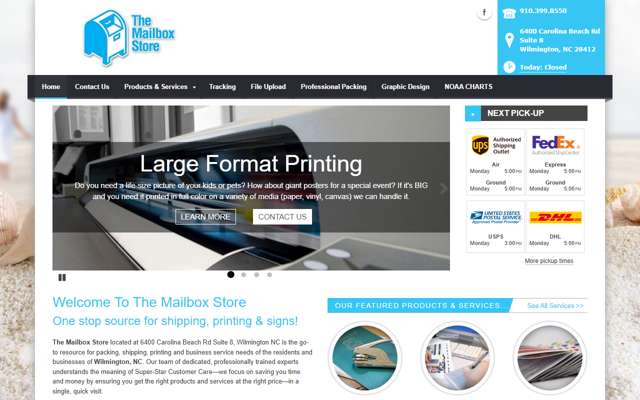 The
Mailbox
Store
910.399.8550
6400 Carolina Beach Rd
Suite 8
Wilmington, NC 28412
Today: Closed
Home Contact Us Products & Services Tracking File Upload Professional Packing Graphic Design NOAA CHARTS
Large Format Printing
Do you need a life size picture of your kids or pets? How about giant posters for a special event? If it's BIG
and you need it printed in full color on a variety of media (paper, vinyl, canvas) we can handle it.
LEARN MORE CONTACT US
» NEXT PICK-UP
ups Authorized Shipping Outlet
Air
Monday 5:00 PM
Ground
Monday 5:00 PM
FedEx
Authorized ShipCenter
Express
Monday 5:00 PM
Ground
Monday 5:00 PM
UNITED STATES POSTAL SERVICE
Approved Postal Provider
USPS
Monday 3:00 PM
DHL
DHL
Monday 5:00 PM
More pickup times
Welcome To The Mailbox Store
One stop source for shipping, printing & signs!
The Mailbox Store located at 6400 Carolina Beach Rd Suite 8, Wilmington NC is the go-
to resource for packing, shipping, printing and business service needs of the residents and
businesses of Wilmington, NC. Our team of dedicated, professionally trained experts
understands the meaning of Super-Star Customer Care—we focus on saving you time
and money by ensuring you get the right products and services at the right price—in a
single, quick visit.
OUR FEATURED PRODUCTS & SERVICES... See All Services >>